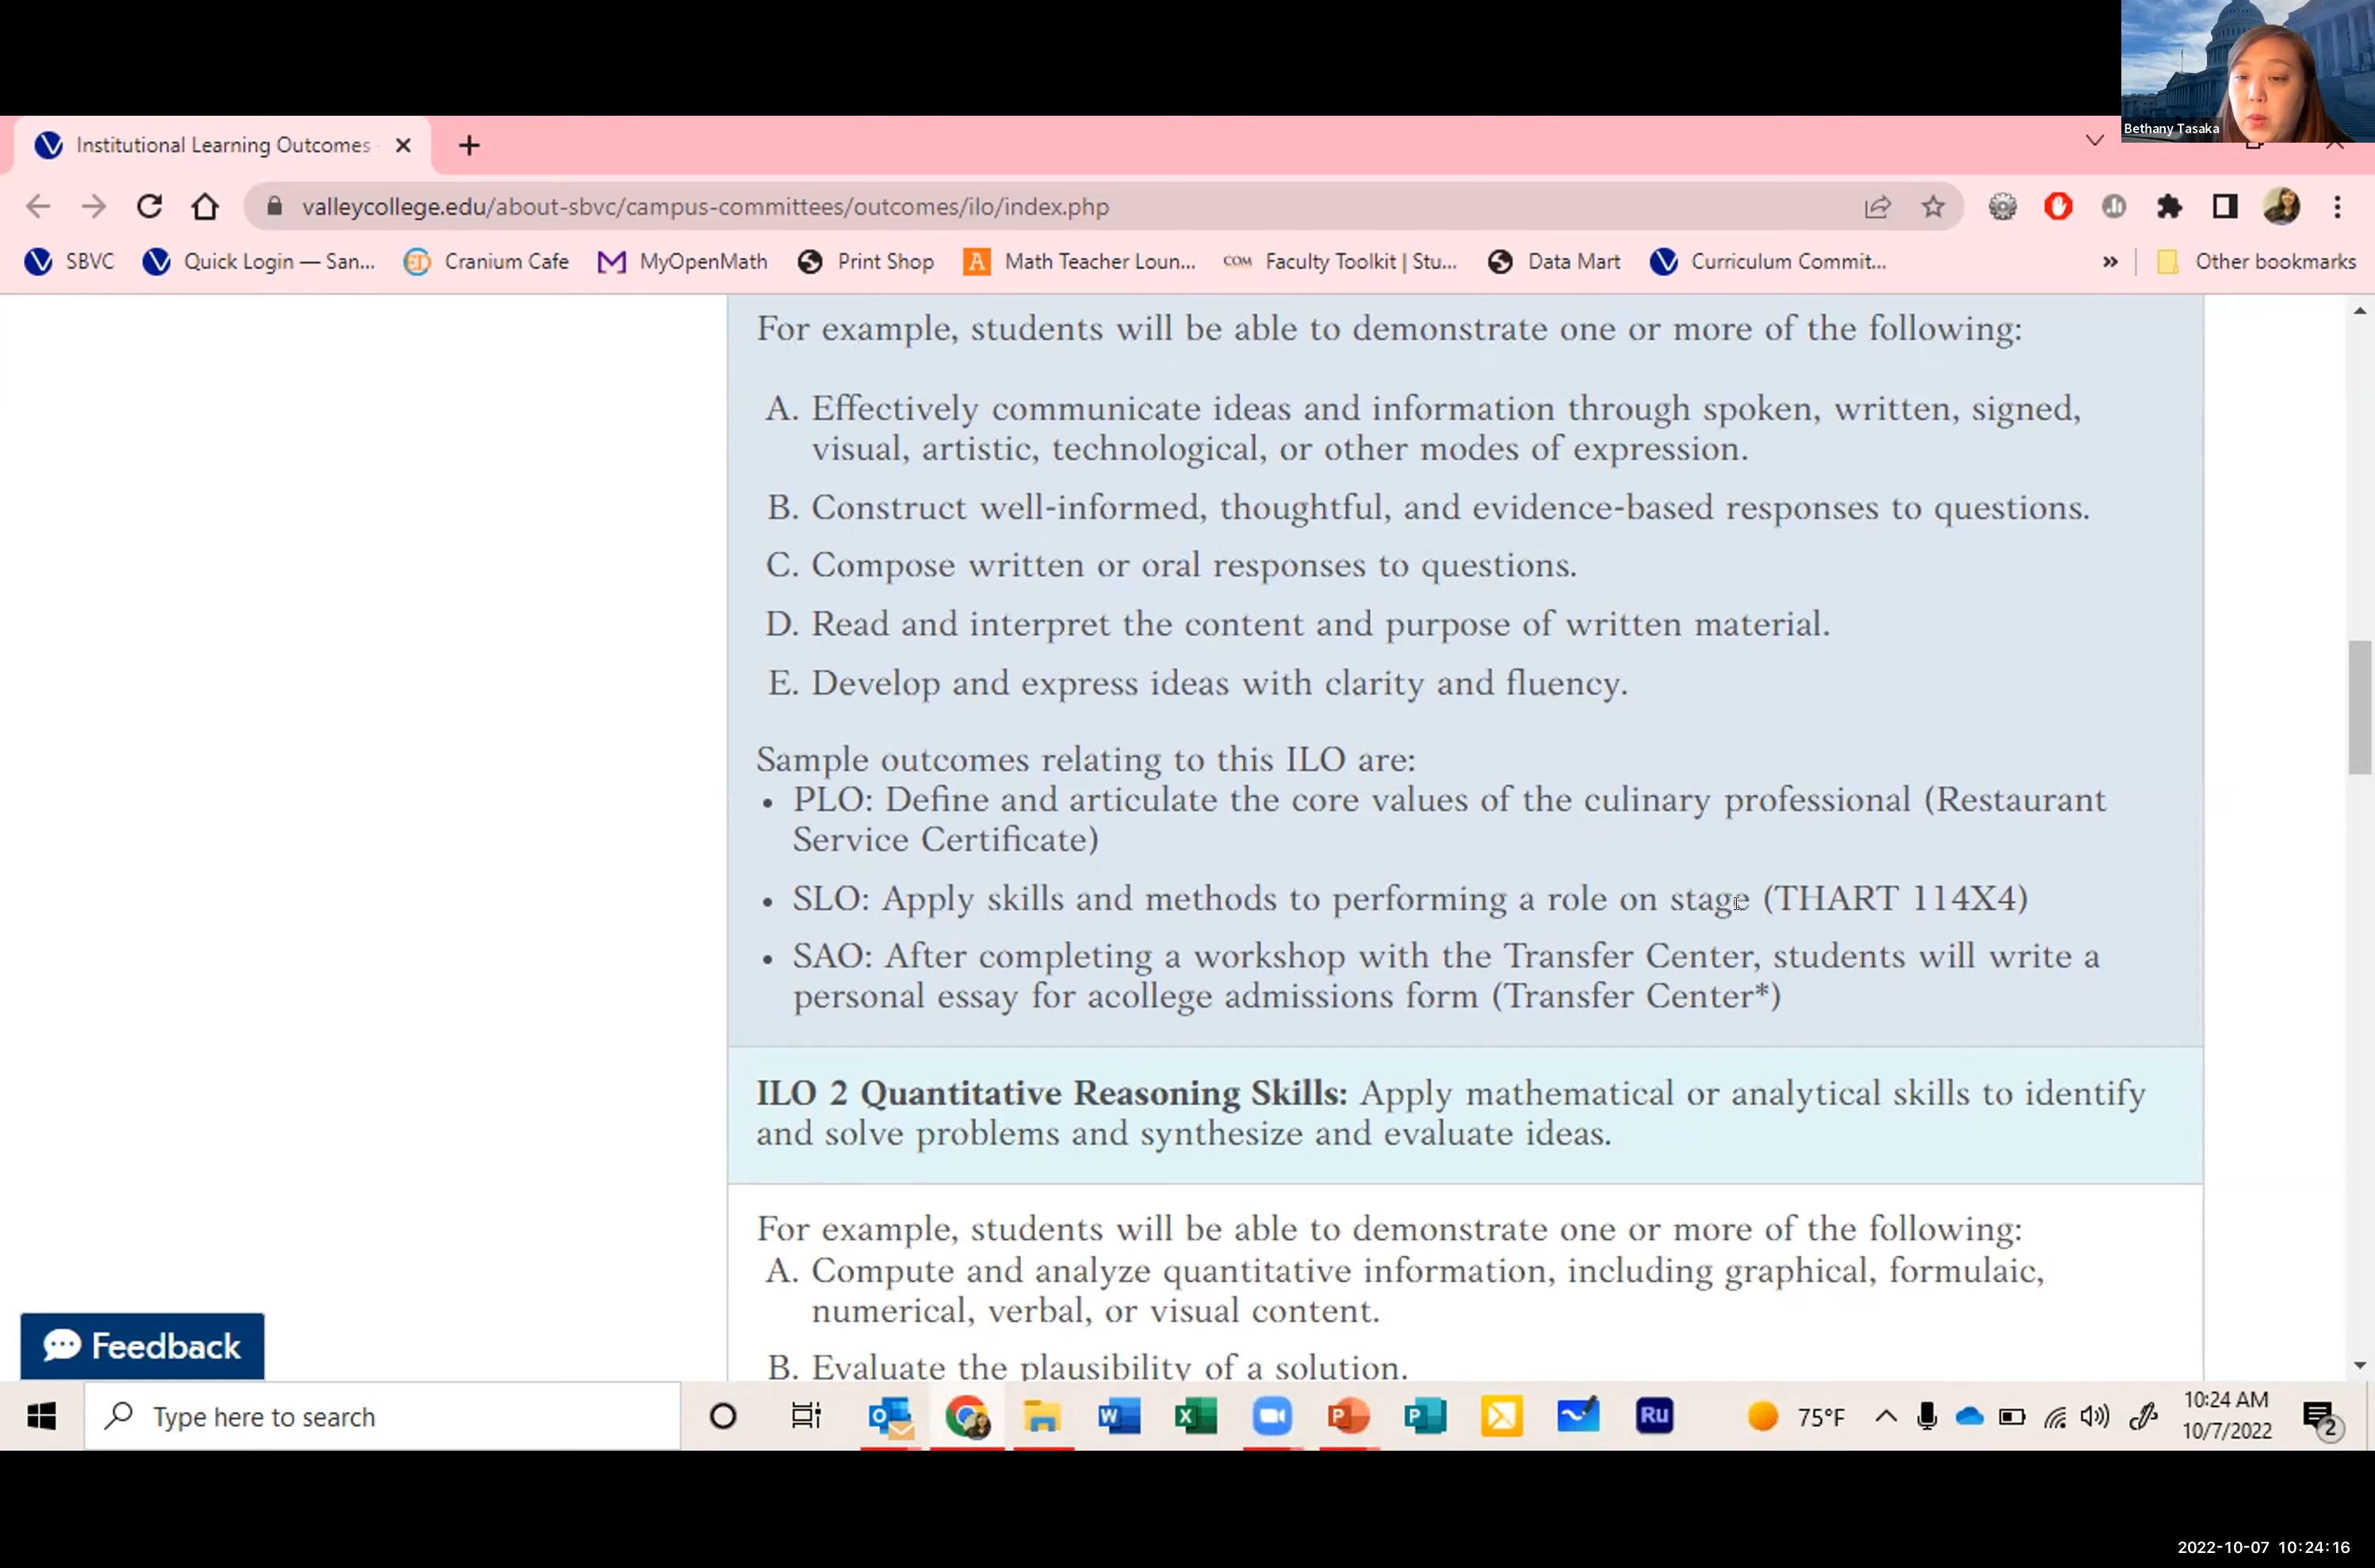 Bethany Tasaka
Institutional Learning Outcomes
valleycollege.edu/about-sbvc/campus-committees/outcomes/ilo/index.php
SBVC Quick Login — San... Cranium Cafe MyOpenMath Print Shop Math Teacher Loun... COM Faculty Toolkit | Stu... Data Mart Curriculum Commit... » Other bookmarks
For example, students will be able to demonstrate one or more of the following:
A. Effectively communicate ideas and information through spoken, written, signed,
visual, artistic, technological, or other modes of expression.
B. Construct well-informed, thoughtful, and evidence-based responses to questions.
C. Compose written or oral responses to questions.
D. Read and interpret the content and purpose of written material.
E. Develop and express ideas with clarity and fluency.
Sample outcomes relating to this ILO are:
• PLO: Define and articulate the core values of the culinary professional (Restaurant
Service Certificate)
• SLO: Apply skills and methods to performing a role on stage (THART 114X4)
• SAO: After completing a workshop with the Transfer Center, students will write a
personal essay for acollege admissions form (Transfer Center*)
ILO 2 Quantitative Reasoning Skills: Apply mathematical or analytical skills to identify
and solve problems and synthesize and evaluate ideas.
For example, students will be able to demonstrate one or more of the following:
A. Compute and analyze quantitative information, including graphical, formulaic,
numerical, verbal, or visual content.
B. Evaluate the plausibility of a solution.
Feedback
Type here to search
Ru
75°F
10:24 AM
10/7/2022
2
2022-10-07 10:24:16